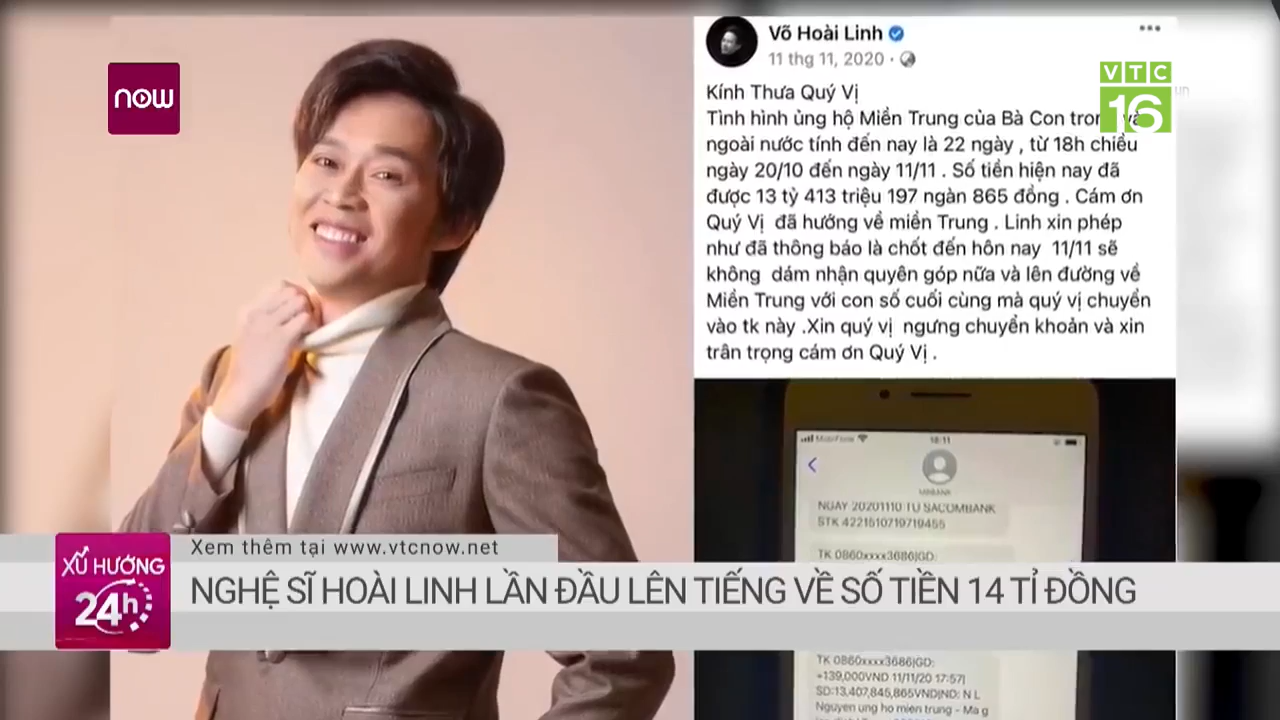 now
Võ Hoài Linh
11 thg 11, 2020
VTC
16
Kính Thưa Quý Vị
Tình hình ủng hộ Miền Trung của Bà Con trong và
ngoài nước tính đến nay là 22 ngày , từ 18h chiều
ngày 20/10 đến ngày 11/11 . Số tiền hiện nay đã
được 13 tỷ 413 triệu 197 ngàn 865 đồng . Cám ơn
Quý Vị đã hướng về miền Trung . Linh xin phép
như đã thông báo là chốt đến hôn nay 11/11 sẽ
không dám nhận quyên góp nữa và lên đường về
Miền Trung với con số cuối cùng mà quý vị chuyển
vào tk này .Xin quý vị ngưng chuyển khoản và xin
trân trọng cám ơn Quý Vị .
MobiFone 18:11
NGAY 20201110 TU SACOMBANK
STK 4221510719719455
TK 0860xxxx3686|GD:
Xem thêm tại www.vtcnow.net
XU HƯỚNG
24h
NGHỆ SĨ HOÀI LINH LẦN ĐẦU LÊN TIẾNG VỀ SỐ TIỀN 14 TỈ ĐỒNG
TK 0860xxxx3686|GD:
+139,000VND 11/11/20 17:57|
SD:13,407,845,865VND|ND: N L
Nguyen ung ho mien trung - Ma g